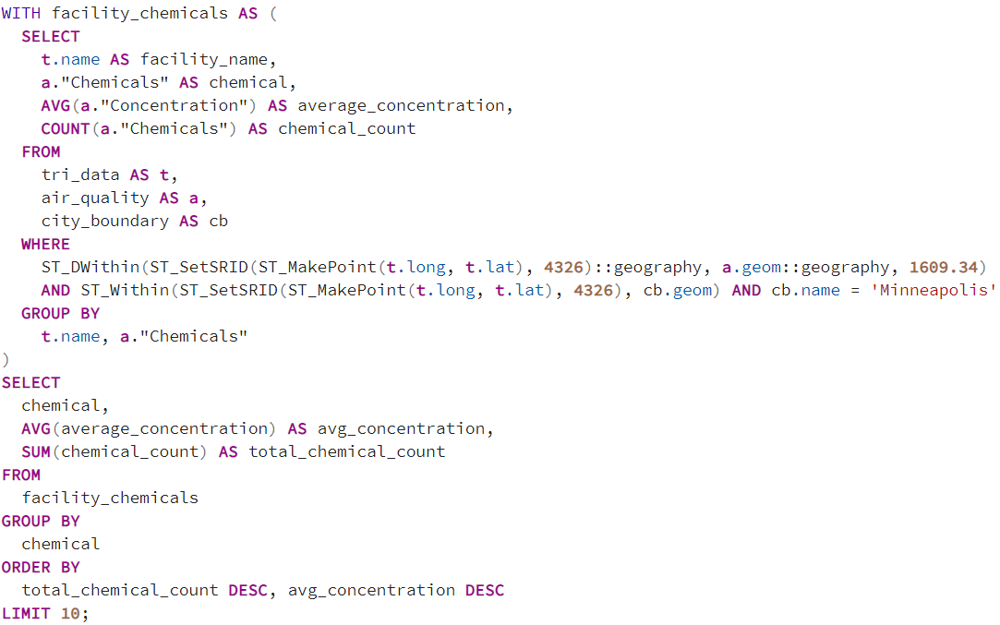 WITH facility_chemicals AS (
  SELECT
    t.name AS facility_name,
    a."Chemicals" AS chemical,
    AVG(a."Concentration") AS average_concentration,
    COUNT(a."Chemicals") AS chemical_count
  FROM
    tri_data AS t,
    air_quality AS a,
    city_boundary AS cb
  WHERE
    ST_DWithin(ST_SetSRID(ST_MakePoint(t.long, t.lat), 4326)::geography, a.geom::geography, 1609.34)
    AND ST_Within(ST_SetSRID(ST_MakePoint(t.long, t.lat), 4326), cb.geom) AND cb.name = 'Minneapolis'
  GROUP BY
    t.name, a."Chemicals"
)
SELECT
  chemical,
  AVG(average_concentration) AS avg_concentration,
  SUM(chemical_count) AS total_chemical_count
FROM
  facility_chemicals
GROUP BY
  chemical
ORDER BY
  total_chemical_count DESC, avg_concentration DESC
LIMIT 10;